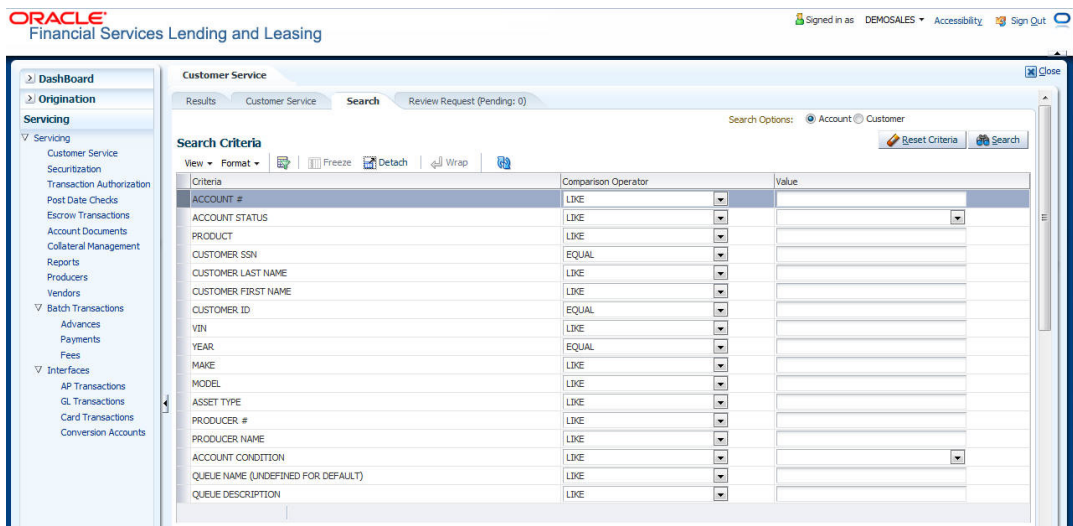 ORACLE
Financial Services Lending and Leasing
Signed in as DEMOSALES Accessibility Sign Out
DashBoard
Origination
Servicing
Servicing
Customer Service
Securitization
Transaction Authorization
Post Date Checks
Escrow Transactions
Account Documents
Collateral Management
Reports
Producers
Vendors
Batch Transactions
Advances
Payments
Fees
Interfaces
AP Transactions
GL Transactions
Card Transactions
Conversion Accounts
Customer Service
Close
Results Customer Service Search Review Request (Pending: 0)
Search Options: Account Customer
Search Criteria
Reset Criteria Search
View Format Freeze Detach Wrap
Criteria Comparison Operator Value
ACCOUNT # LIKE
ACCOUNT STATUS LIKE
PRODUCT LIKE
CUSTOMER SSN EQUAL
CUSTOMER LAST NAME LIKE
CUSTOMER FIRST NAME LIKE
CUSTOMER ID EQUAL
VIN LIKE
YEAR EQUAL
MAKE LIKE
MODEL LIKE
ASSET TYPE LIKE
PRODUCER # LIKE
PRODUCER NAME LIKE
ACCOUNT CONDITION LIKE
QUEUE NAME (UNDEFINED FOR DEFAULT) LIKE
QUEUE DESCRIPTION LIKE